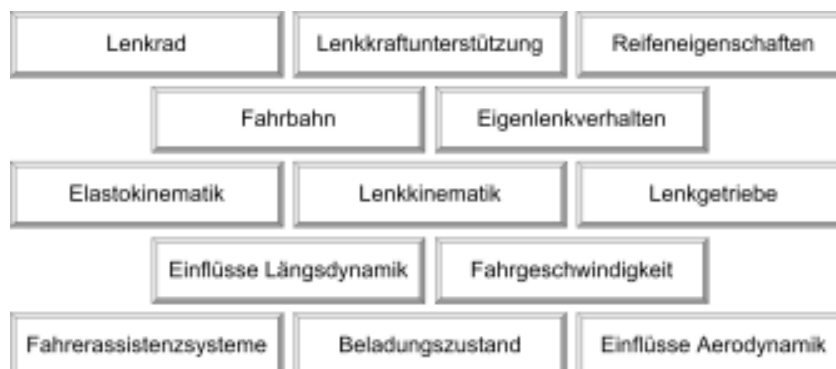 Lenkrad Lenkkraftunterstützung Reifeneigenschaften
Fahrbahn Eigenlenkverhalten
Elastokinematik Lenkkinematik Lenkgetriebe
Einflüsse Längsdynamik Fahrgeschwindigkeit
Fahrerassistenzsysteme Beladungszustand Einflüsse Aerodynamik